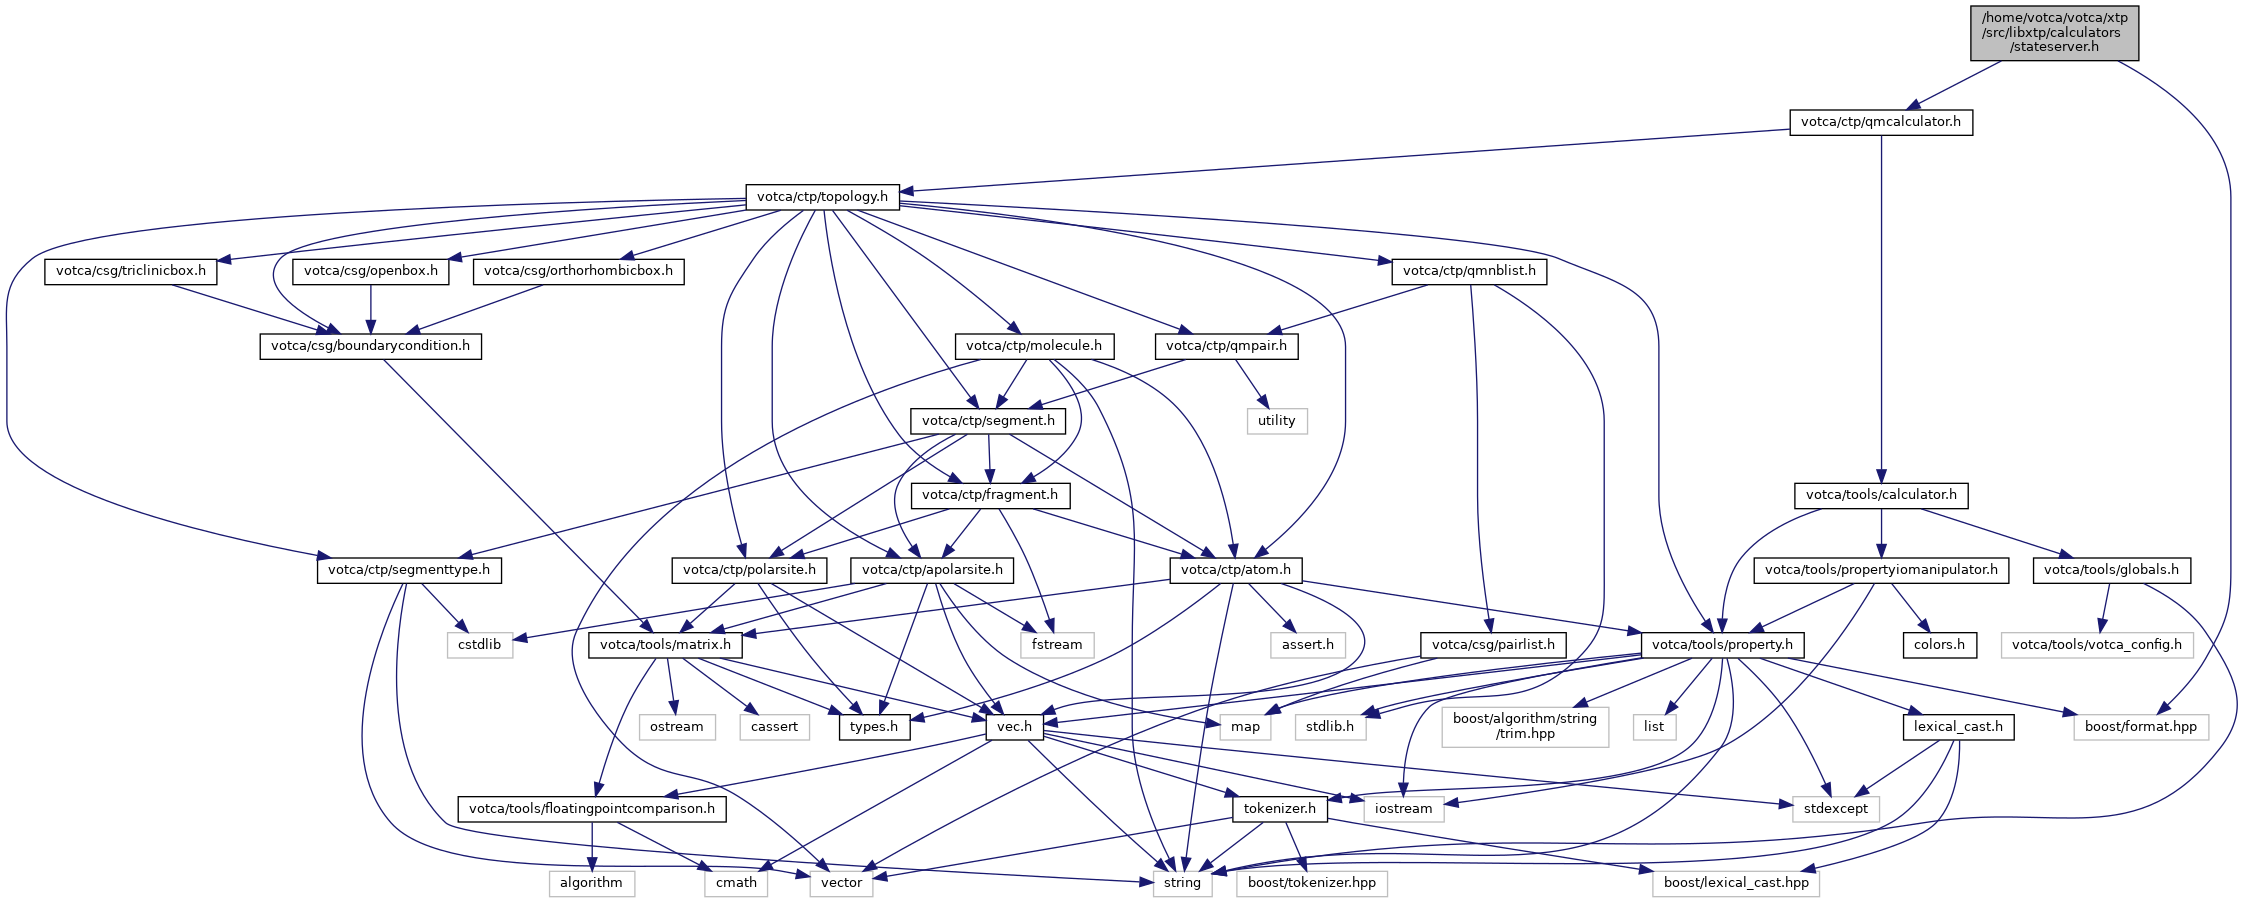 /home/votca/votca/xtp
/src/libxtp/calculators
/stateserver.h
votca/ctp/qmcalculator.h
votca/ctp/topology.h
votca/csg/triclinicbox.h
votca/csg/openbox.h
votca/csg/orthorhombicbox.h
votca/ctp/qmnblist.h
votca/csg/boundarycondition.h
votca/ctp/molecule.h
votca/ctp/qmpair.h
votca/ctp/segment.h
utility
votca/ctp/fragment.h
votca/tools/calculator.h
votca/ctp/segmenttype.h
votca/ctp/polarsite.h
votca/ctp/apolarsite.h
votca/ctp/atom.h
votca/tools/propertyiomanipulator.h
votca/tools/globals.h
cstdlib
votca/tools/matrix.h
fstream
assert.h
votca/csg/pairlist.h
votca/tools/property.h
colors.h
votca/tools/votca_config.h
ostream
cassert
types.h
vec.h
map
stdlib.h
boost/algorithm/string
/trim.hpp
list
lexical_cast.h
boost/format.hpp
votca/tools/floatingpointcomparison.h
tokenizer.h
iostream
stdexcept
algorithm
cmath
vector
string
boost/tokenizer.hpp
boost/lexical_cast.hpp